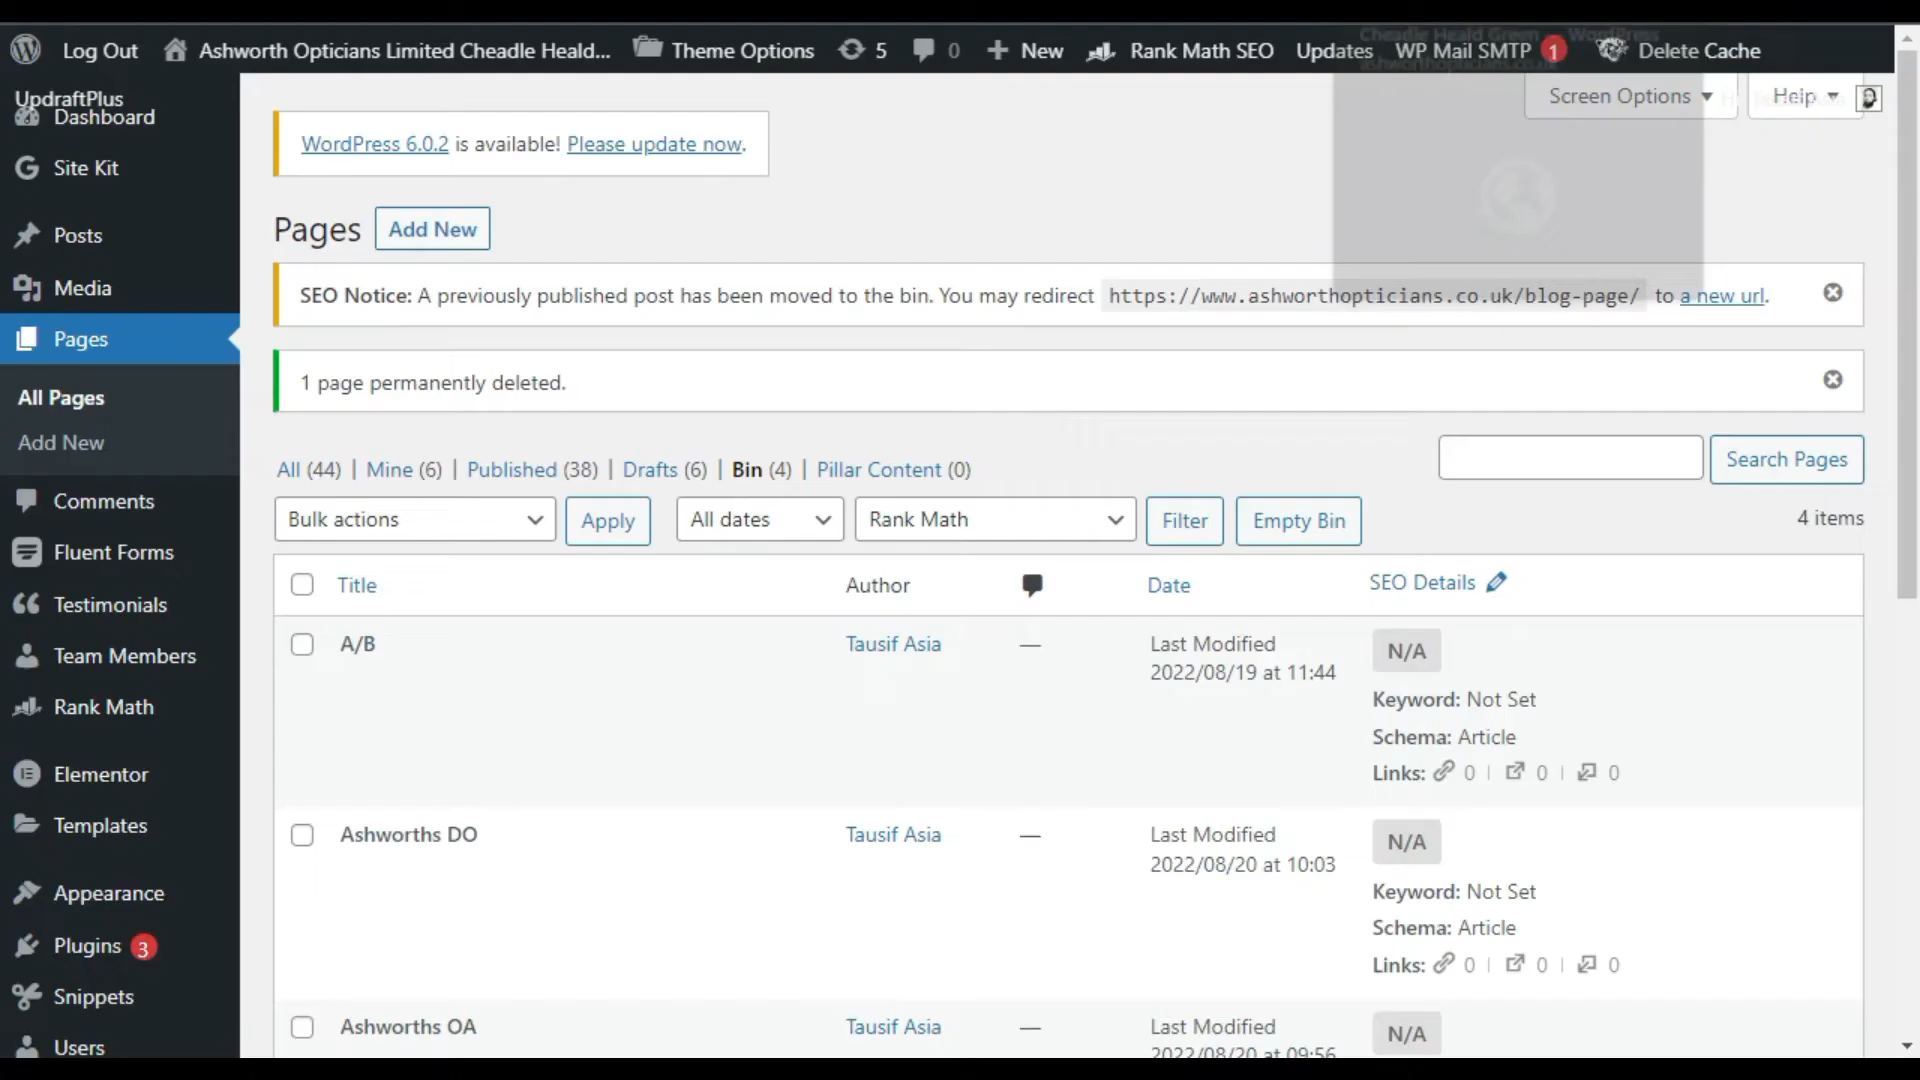 Log Out Ashworth Opticians Limited Cheadle Heald... Theme Options 5 0 New Rank Math SEO Updates WP Mail SMTP 1 Delete Cache
UpdraftPlus
Dashboard
Site Kit
Posts
Media
Pages
All Pages
Add New
Comments
Fluent Forms
Testimonials
Team Members
Rank Math
Elementor
Templates
Appearance
Plugins 3
Snippets
Users
Screen Options Help
WordPress 6.0.2 is available! Please update now.
Pages Add New
SEO Notice: A previously published post has been moved to the bin. You may redirect https://www.ashworthopticians.co.uk/blog-page/ to a new url.
1 page permanently deleted.
All (44) | Mine (6) | Published (38) | Drafts (6) | Bin (4) | Pillar Content (0)
Search Pages
Bulk actions Apply All dates Rank Math Filter Empty Bin 4 items
Title Author Date SEO Details
A/B Tausif Asia — Last Modified N/A
2022/08/19 at 11:44
Keyword: Not Set
Schema: Article
Links: 0 | 0 | 0
Ashworths DO Tausif Asia — Last Modified N/A
2022/08/20 at 10:03
Keyword: Not Set
Schema: Article
Links: 0 | 0 | 0
Ashworths OA Tausif Asia — Last Modified N/A
2022/08/20 at 09:56